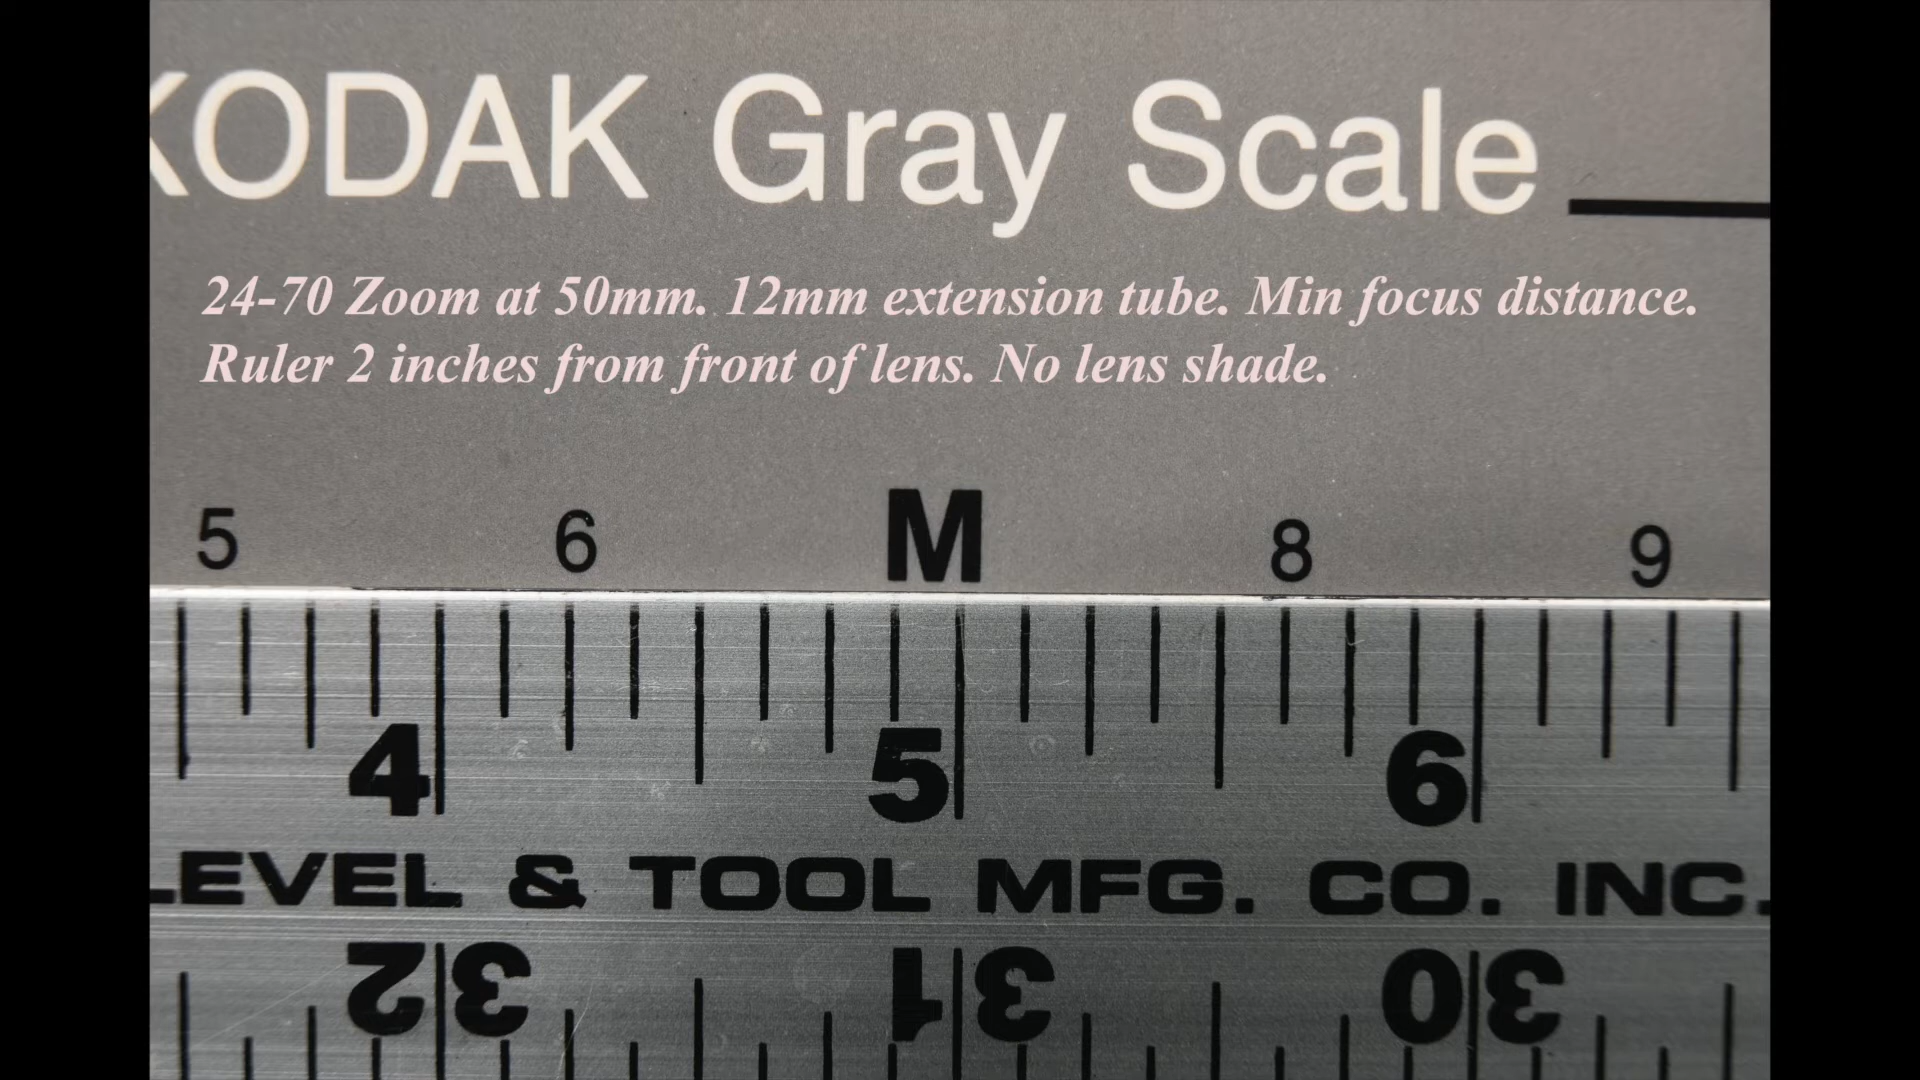 KODAK Gray Scale
24-70 Zoom at 50mm. 12mm extension tube. Min focus distance.
Ruler 2 inches from front of lens. No lens shade.
5 6 M 8 9
4 5 6
LEVEL & TOOL MFG. CO. INC.
32 31 30